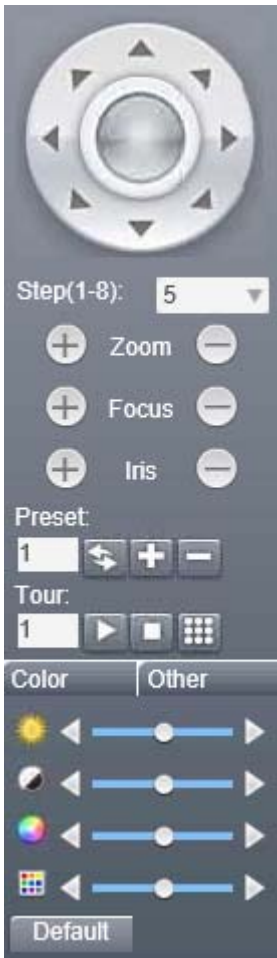 Step(1-8): 5
Zoom
Focus
Iris
Preset:
1
Tour:
1
Color Other
Default